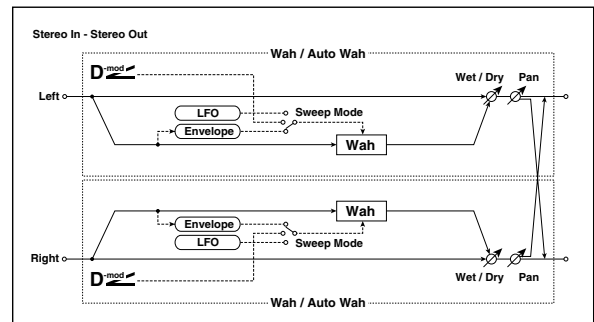 Stereo In - Stereo Out
Wah / Auto Wah
D-mod
Wet / Dry Pan
Left
LFO
Sweep Mode
Envelope
Wah
Wah
Envelope
Sweep Mode
LFO
Right
D-mod
Wet / Dry Pan
Wah / Auto Wah